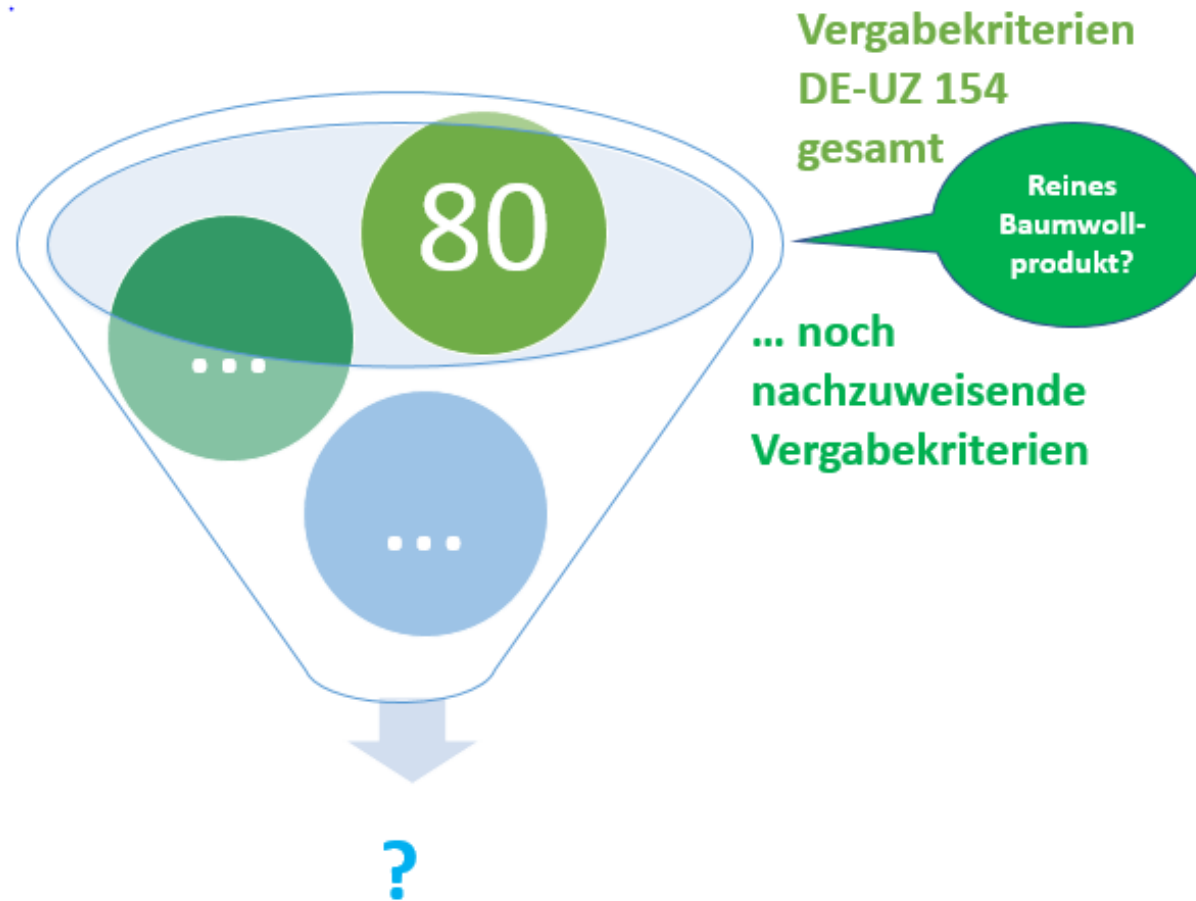 Vergabekriterien
DE-UZ 154
gesamt
Reines
Baumwoll-
produkt?
80
... noch
nachzuweisende
Vergabekriterien
...
...
?